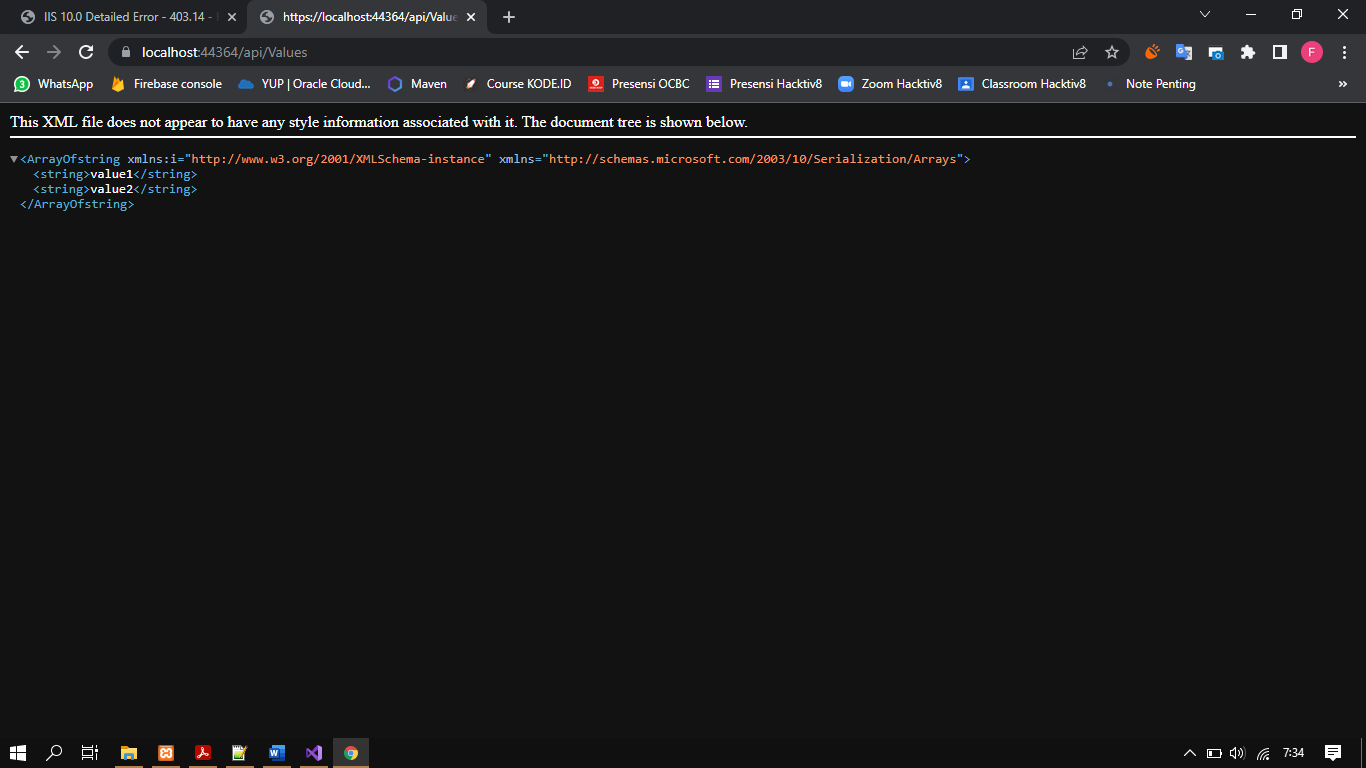 IIS 10.0 Detailed Error - 403.14 -
https://localhost:44364/api/Value
localhost:44364/api/Values
F
3 WhatsApp Firebase console YUP | Oracle Cloud... Maven Course KODE.ID Presensi OCBC Presensi Hacktiv8 Zoom Hacktiv8 Classroom Hacktiv8 Note Penting »
This XML file does not appear to have any style information associated with it. The document tree is shown below.
<ArrayOfstring xmlns:i="http://www.w3.org/2001/XMLSchema-instance" xmlns="http://schemas.microsoft.com/2003/10/Serialization/Arrays">
<string>value1</string>
<string>value2</string>
</ArrayOfstring>
7:34